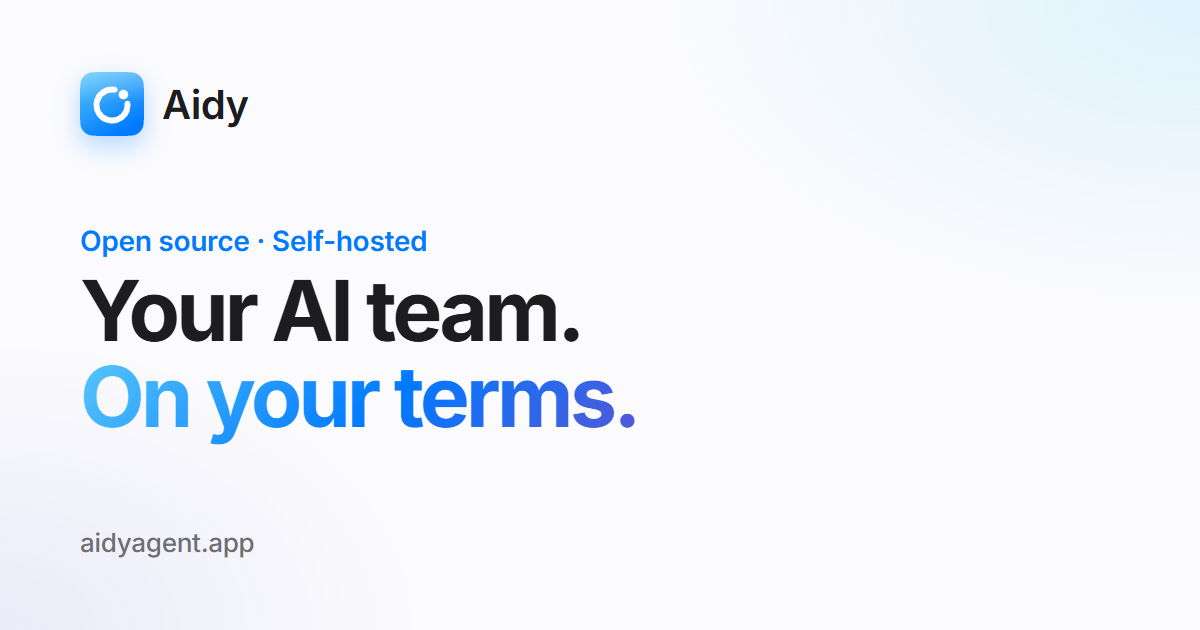 Aidy
Open source · Self-hosted
Your AI team.
On your terms.
aidyagent.app